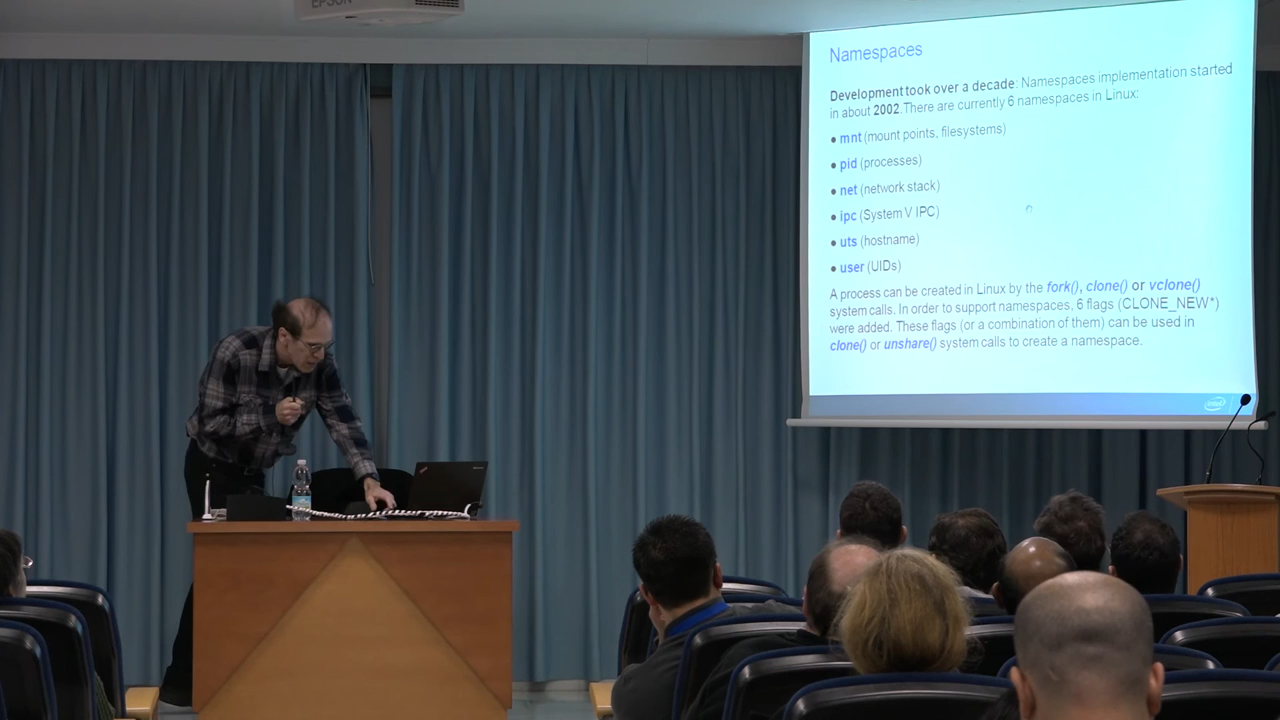 EPSON
Namespaces
Development took over a decade: Namespaces implementation started
in about 2002.There are currently 6 namespaces in Linux:
● mnt (mount points, filesystems)
● pid (processes)
● net (network stack)
● ipc (System V IPC)
● uts (hostname)
● user (UIDs)
A process can be created in Linux by the fork(), clone() or vclone()
system calls. In order to support namespaces, 6 flags (CLONE_NEW*)
were added. These flags (or a combination of them) can be used in
clone() or unshare() system calls to create a namespace.
intel